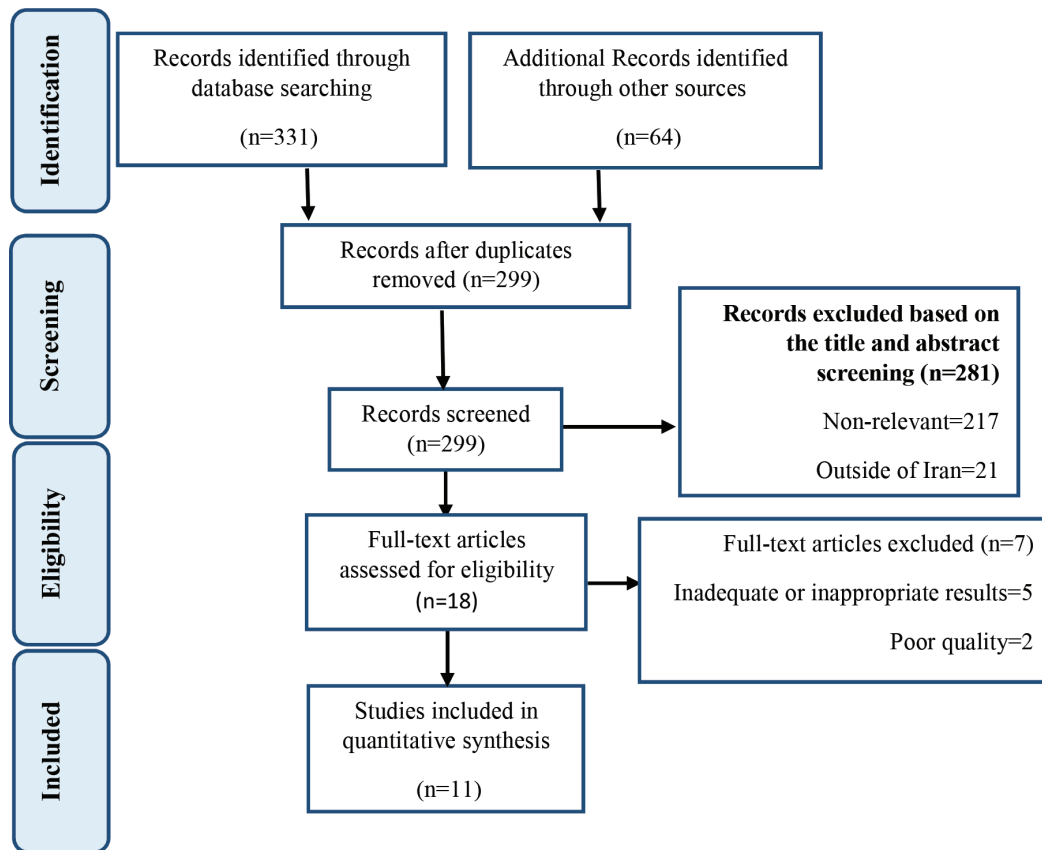 Identification
Records identified through
database searching
(n=331)
Additional Records identified
through other sources
(n=64)
Screening
Records after duplicates
removed (n=299)
Records excluded based on
the title and abstract
screening (n=281)
Non-relevant=217
Outside of Iran=21
Records screened
(n=299)
Eligibility
Full-text articles
assessed for eligibility
(n=18)
Full-text articles excluded (n=7)
Inadequate or inappropriate results=5
Poor quality=2
Included
Studies included in
quantitative synthesis
(n=11)